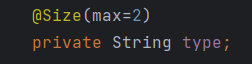 @Size(max=2)
private String type;